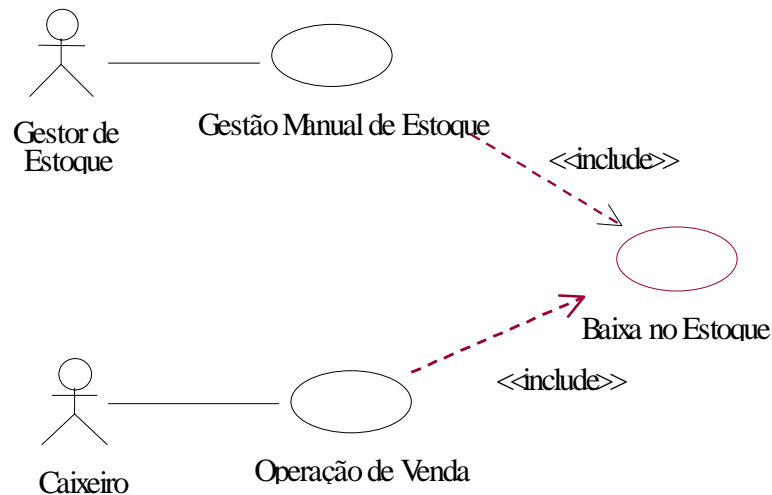 Gestor de
Estoque
Gestão Manual de Estoque
<<include>>
Baixa no Estoque
<<include>>
Caixeiro
Operação de Venda